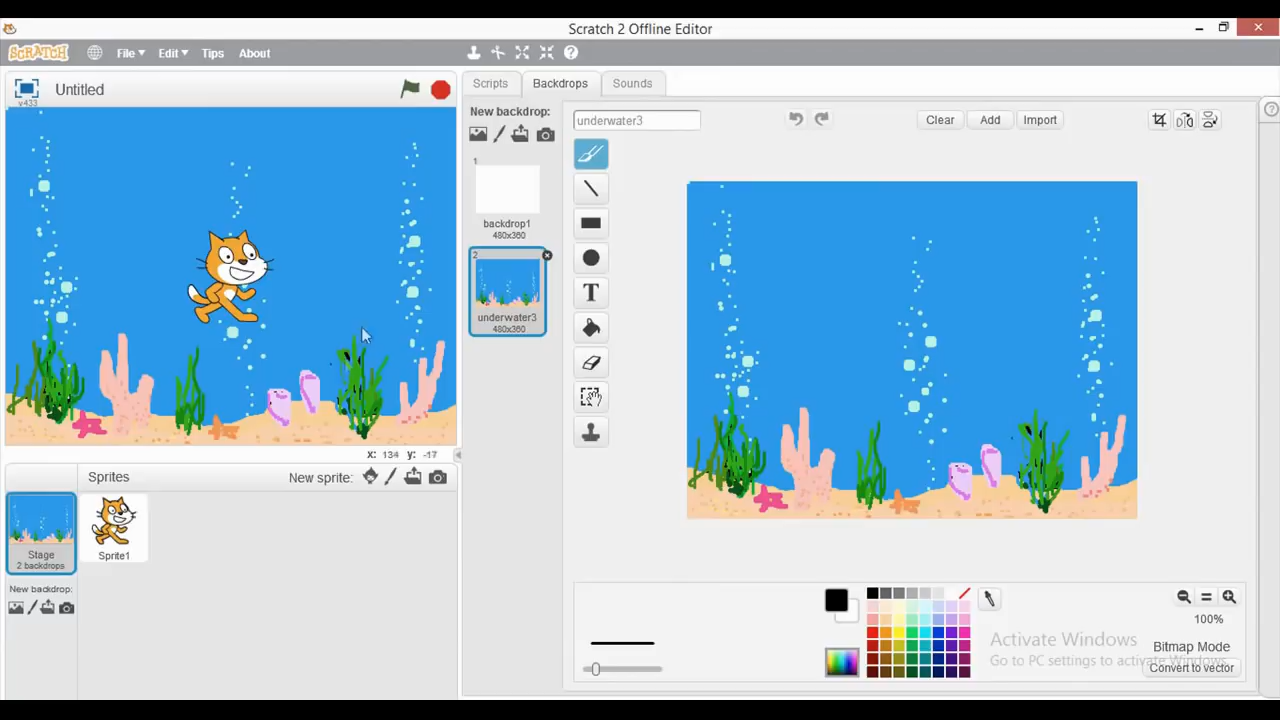 Scratch 2 Offline Editor
SCRATCH File Edit Tips About
Untitled
v433
Scripts Backdrops Sounds
New backdrop:
underwater3
Clear Add Import
1
backdrop1
480x360
2
underwater3
480x360
T
x: 134 y: -17
Sprites New sprite:
Stage
2 backdrops
Sprite1
New backdrop:
100%
Bitmap Mode
Convert to vector
Activate Windows
Go to PC settings to activate Windows.